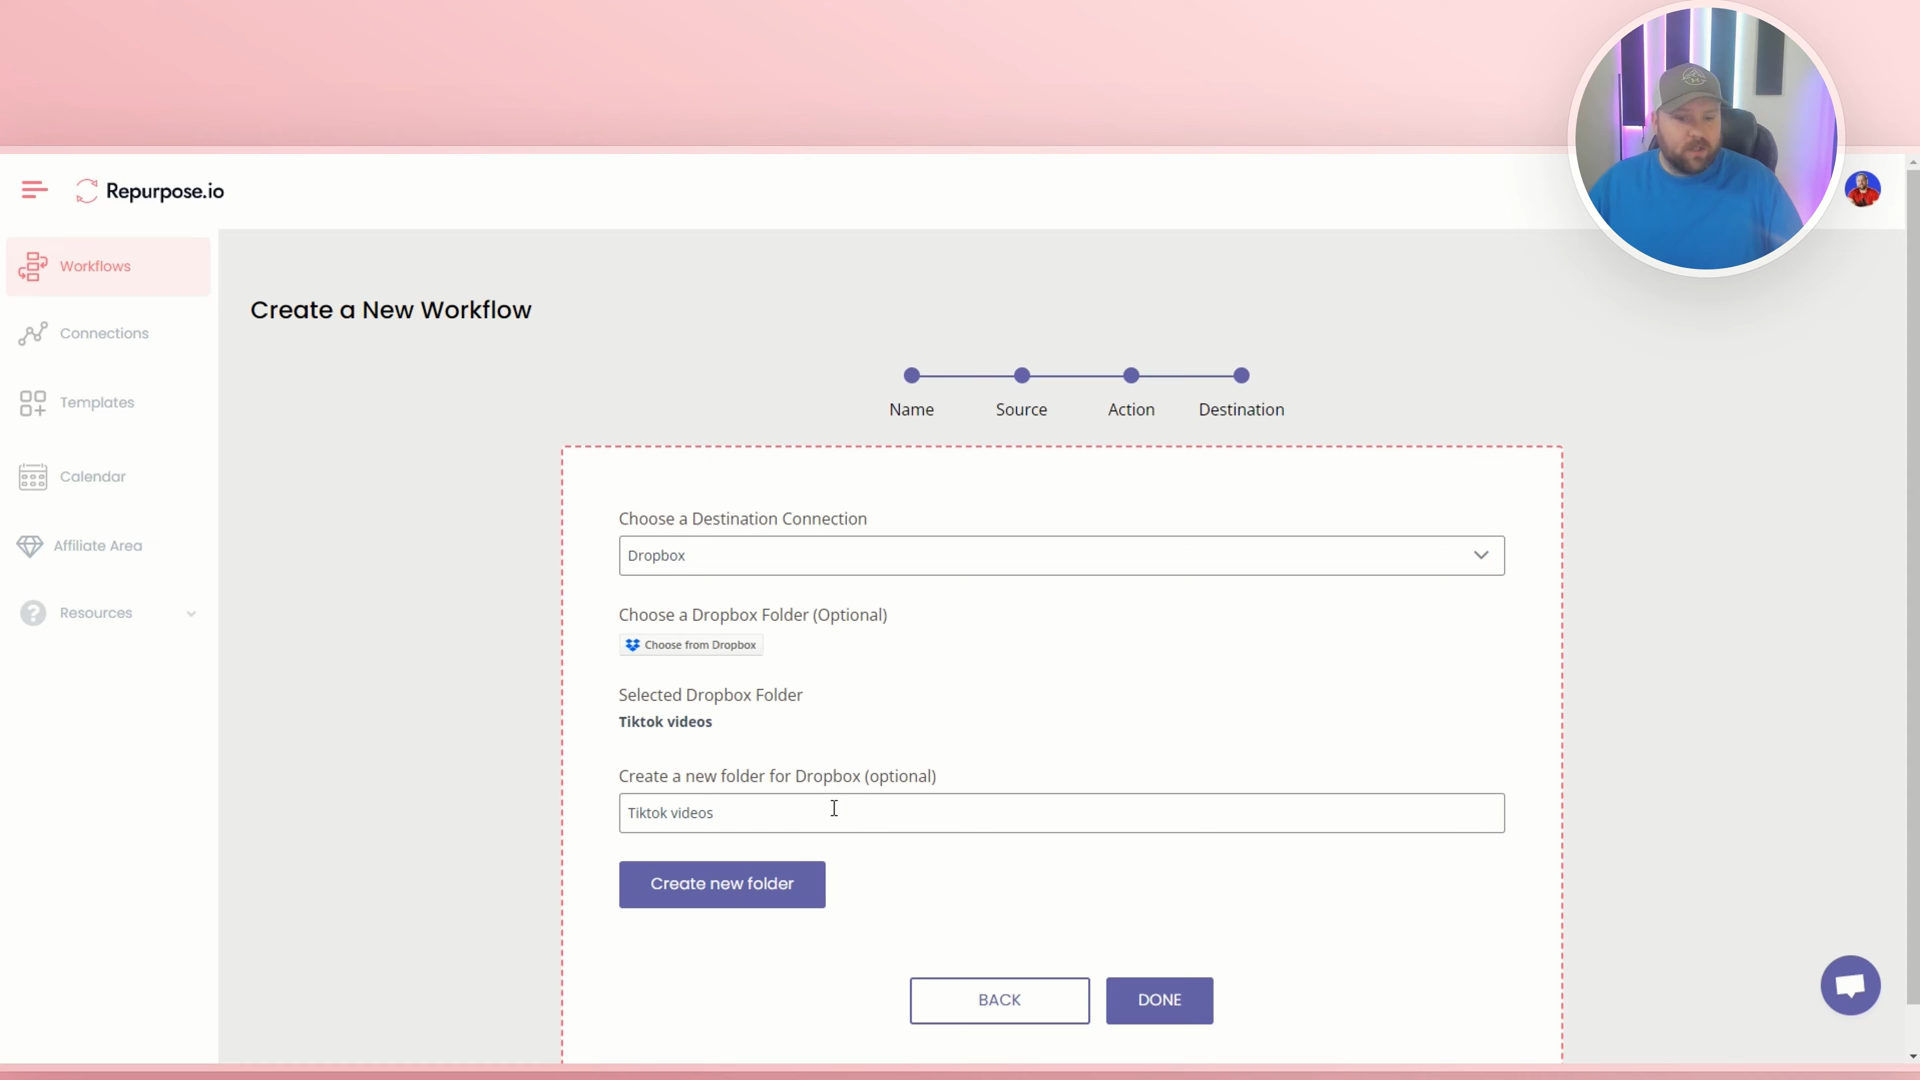 Repurpose.io
Workflows
Connections
Templates
Calendar
Affiliate Area
Resources
Create a New Workflow
Name
Source
Action
Destination
Choose a Destination Connection
Dropbox
Choose a Dropbox Folder (Optional)
Choose from Dropbox
Selected Dropbox Folder
Tiktok videos
Create a new folder for Dropbox (optional)
Tiktok videos
Create new folder
BACK
DONE